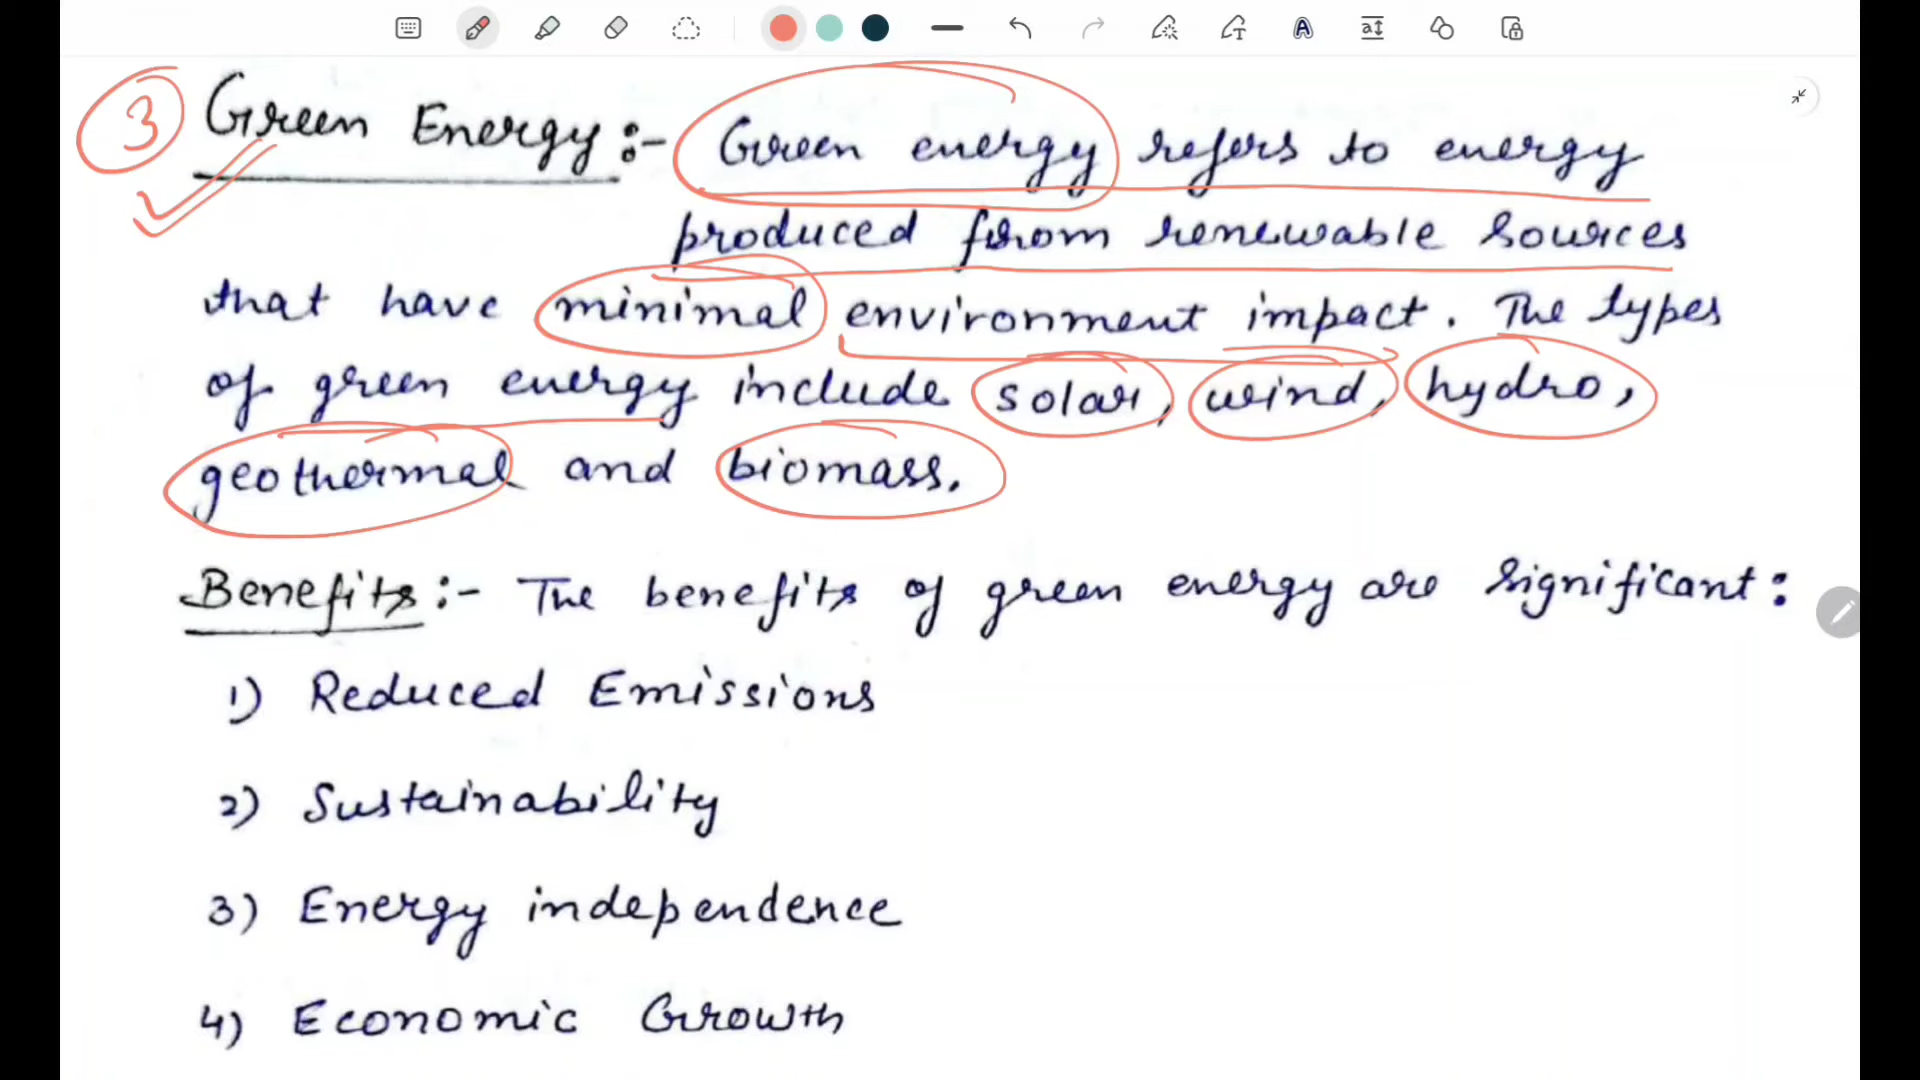 3 Green Energy :- Green energy refers to energy
produced from renewable sources
that have minimal environment impact. The types
of green energy include solar, wind, hydro,
geothermal and biomass.
Benefits :- The benefits of green energy are significant :
1) Reduced Emissions
2) Sustainability
3) Energy independence
4) Economic Growth